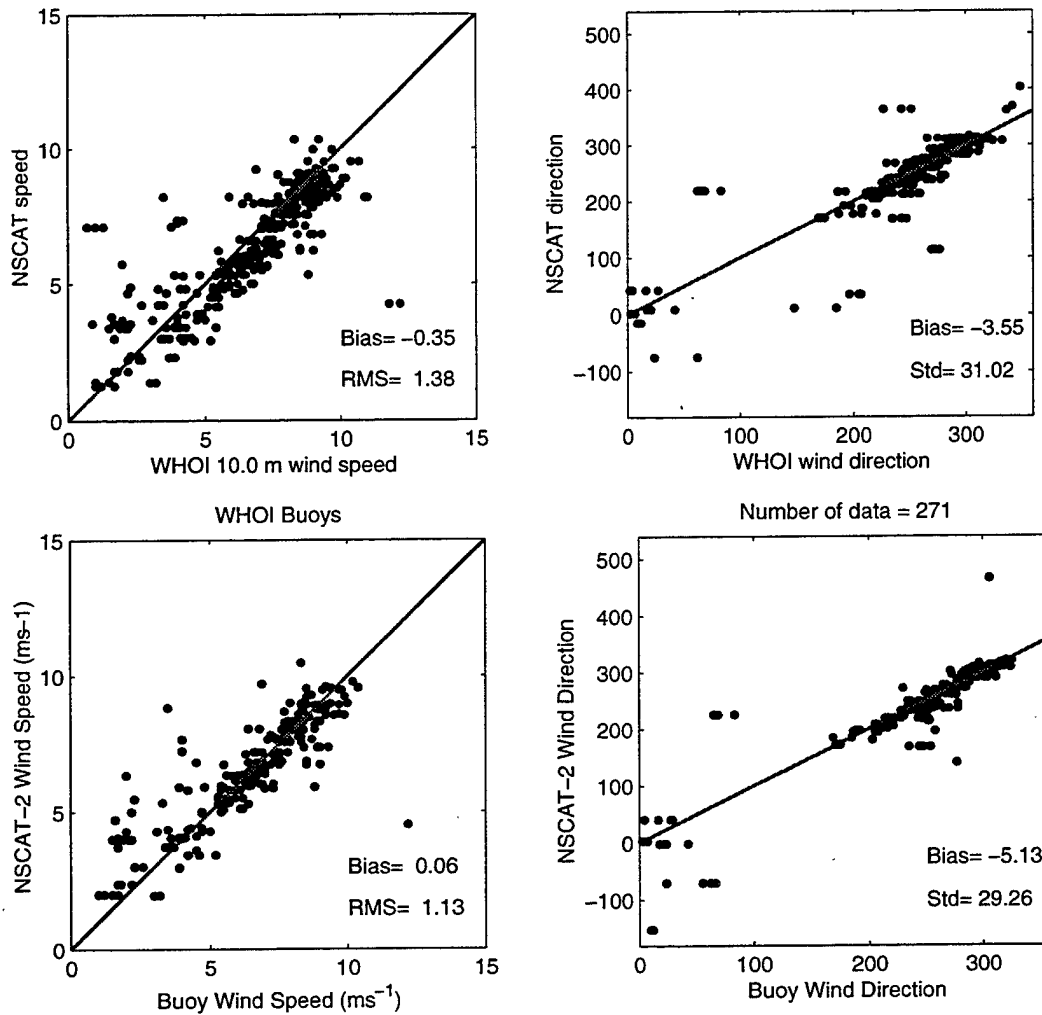 15
10
5
0
NSCAT speed
Bias= −0.35
RMS= 1.38
0 5 10 15
WHOI 10.0 m wind speed
500
400
300
200
100
0
−100
NSCAT direction
Bias= −3.55
Std= 31.02
0 100 200 300
WHOI wind direction
WHOI Buoys
Number of data = 271
15
10
5
0
NSCAT−2 Wind Speed (ms−1)
Bias= 0.06
RMS= 1.13
0 5 10 15
Buoy Wind Speed (ms⁻¹)
500
400
300
200
100
0
−100
NSCAT−2 Wind Direction
Bias= −5.13
Std= 29.26
0 100 200 300
Buoy Wind Direction